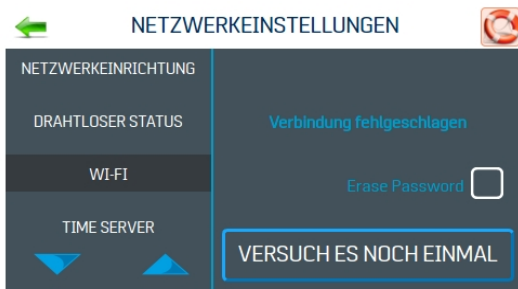 NETZWERKEINSTELLUNGEN
NETZWERKEINRICHTUNG
DRAHTLOSER STATUS
WI-FI
TIME SERVER
Verbindung fehlgeschlagen
Erase Password
VERSUCH ES NOCH EINMAL